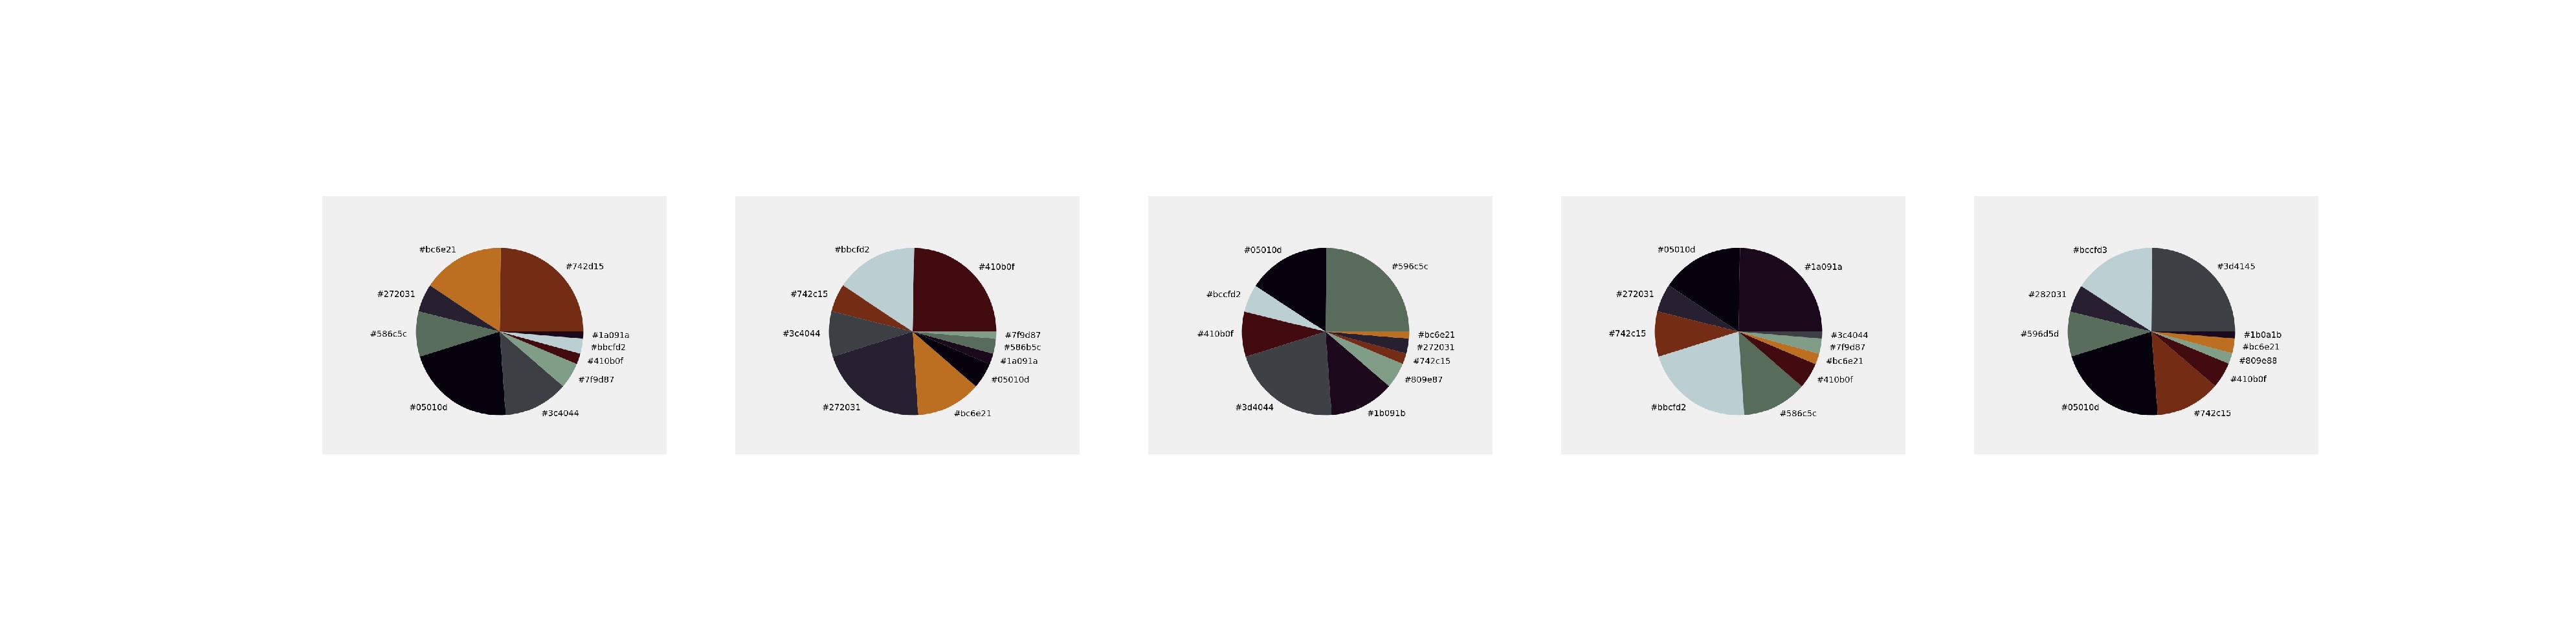 #bc6e21
#742d15
#272031
#586c5c
#1a091a
#bbcfd2
#410b0f
#7f9d87
#05010d
#3c4044
#bbcfd2
#410b0f
#742c15
#3c4044
#7f9d87
#586b5c
#1a091a
#05010d
#272031
#bc6e21
#05010d
#596c5c
#bccfd2
#410b0f
#bc6e21
#272031
#742c15
#809e87
#3d4044
#1b091b
#05010d
#1a091a
#272031
#742c15
#3c4044
#7f9d87
#bc6e21
#410b0f
#bbcfd2
#586c5c
#bccfd3
#3d4145
#282031
#596d5d
#1b0a1b
#bc6e21
#809e88
#410b0f
#05010d
#742c15